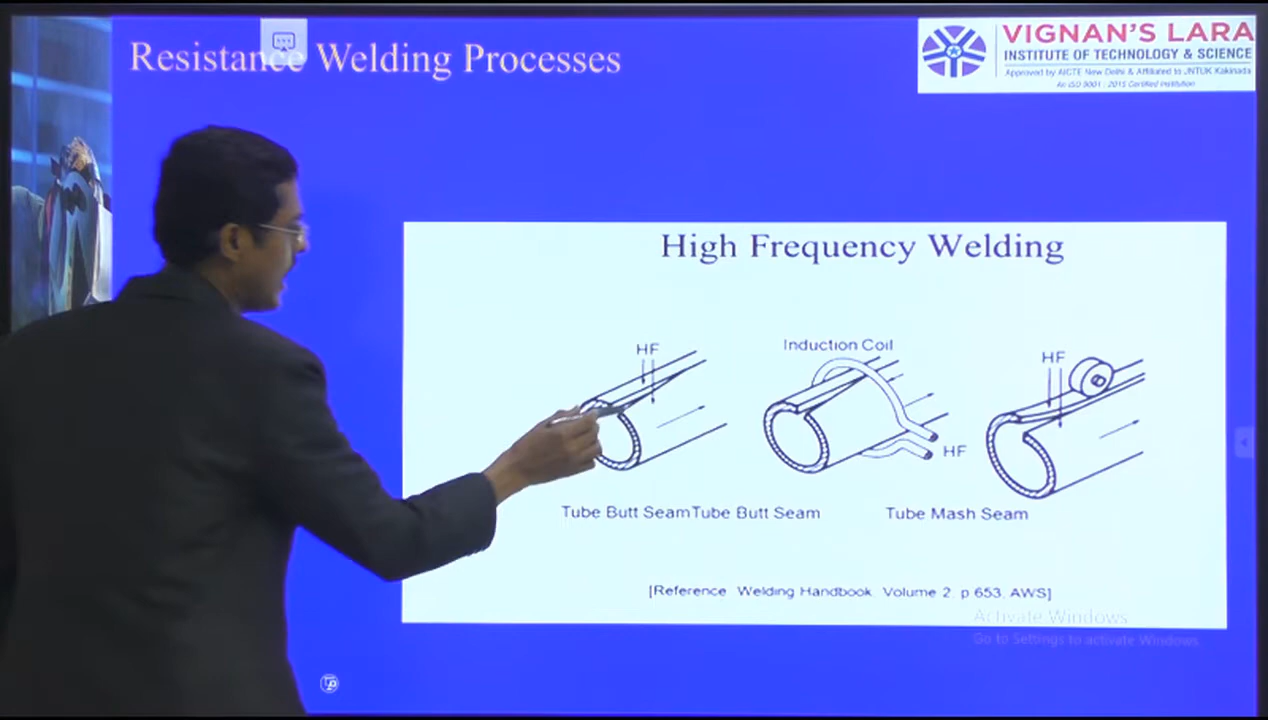 Resistance Welding Processes
VIGNAN'S LARA
INSTITUTE OF TECHNOLOGY & SCIENCE
Approved by AICTE New Delhi & Affiliated to JNTUK Kakinada
An ISO 9001 : 2015 Certified Institution
High Frequency Welding
HF
Induction Coil
HF
HF
Tube Butt Seam
Tube Butt Seam
Tube Mash Seam
[Reference Welding Handbook Volume 2, p 653, AWS]
Activate Windows
Go to Settings to activate Windows